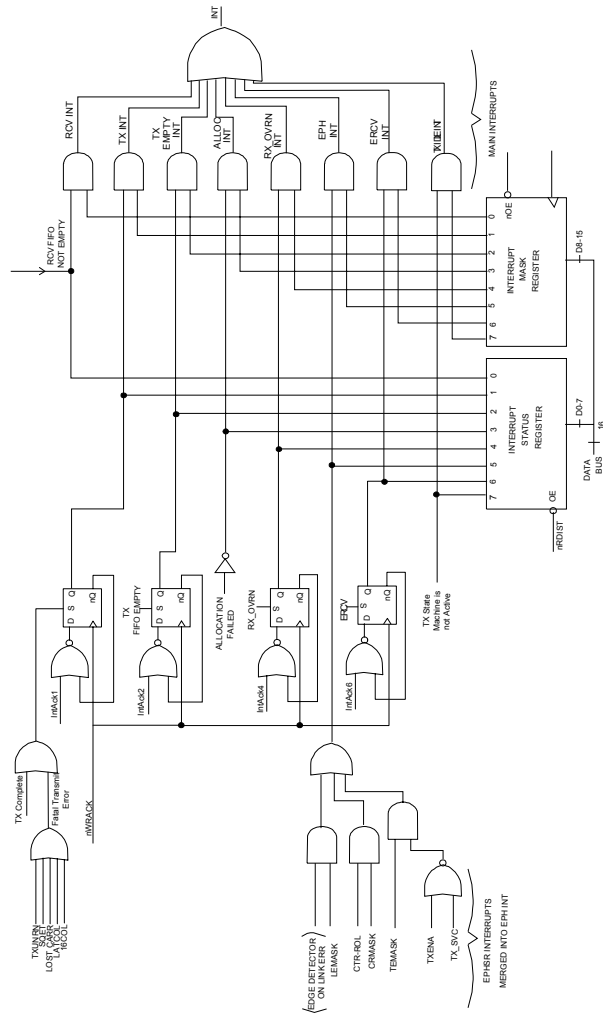 TXUNRN
SQET
LOST_CARR
LATCOL
16COL
TX Complete
Fatal Transmit
Error
nWRACK
IntAck1
D S Q
nQ
IntAck2
TX
FIFO EMPTY
D S Q
nQ
ALLOCATION
FAILED
IntAck4
RX_OVRN
D S Q
nQ
IntAck6
ERCV
D S Q
nQ
TX State
Machine is
not Active
EDGE DETECTOR
ON LINK ERR
LEMASK
CTR-ROL
CRMASK
TEMASK
TXENA
TX_SVC
EPHSR INTERRUPTS
MERGED INTO EPH INT
RCV FIFO
NOT EMPTY
0
1
2
3
4
5
6
7
INTERRUPT
STATUS
REGISTER
OE
nRDIST
D0-7
DATA
BUS
16
0
1
2
3
4
5
6
7
INTERRUPT
MASK
REGISTER
nOE
D8-15
RCV INT
TX INT
TX
EMPTY
INT
ALLOC
INT
RX_OVRN
INT
EPH
INT
ERCV
INT
INT
MAIN INTERRUPTS